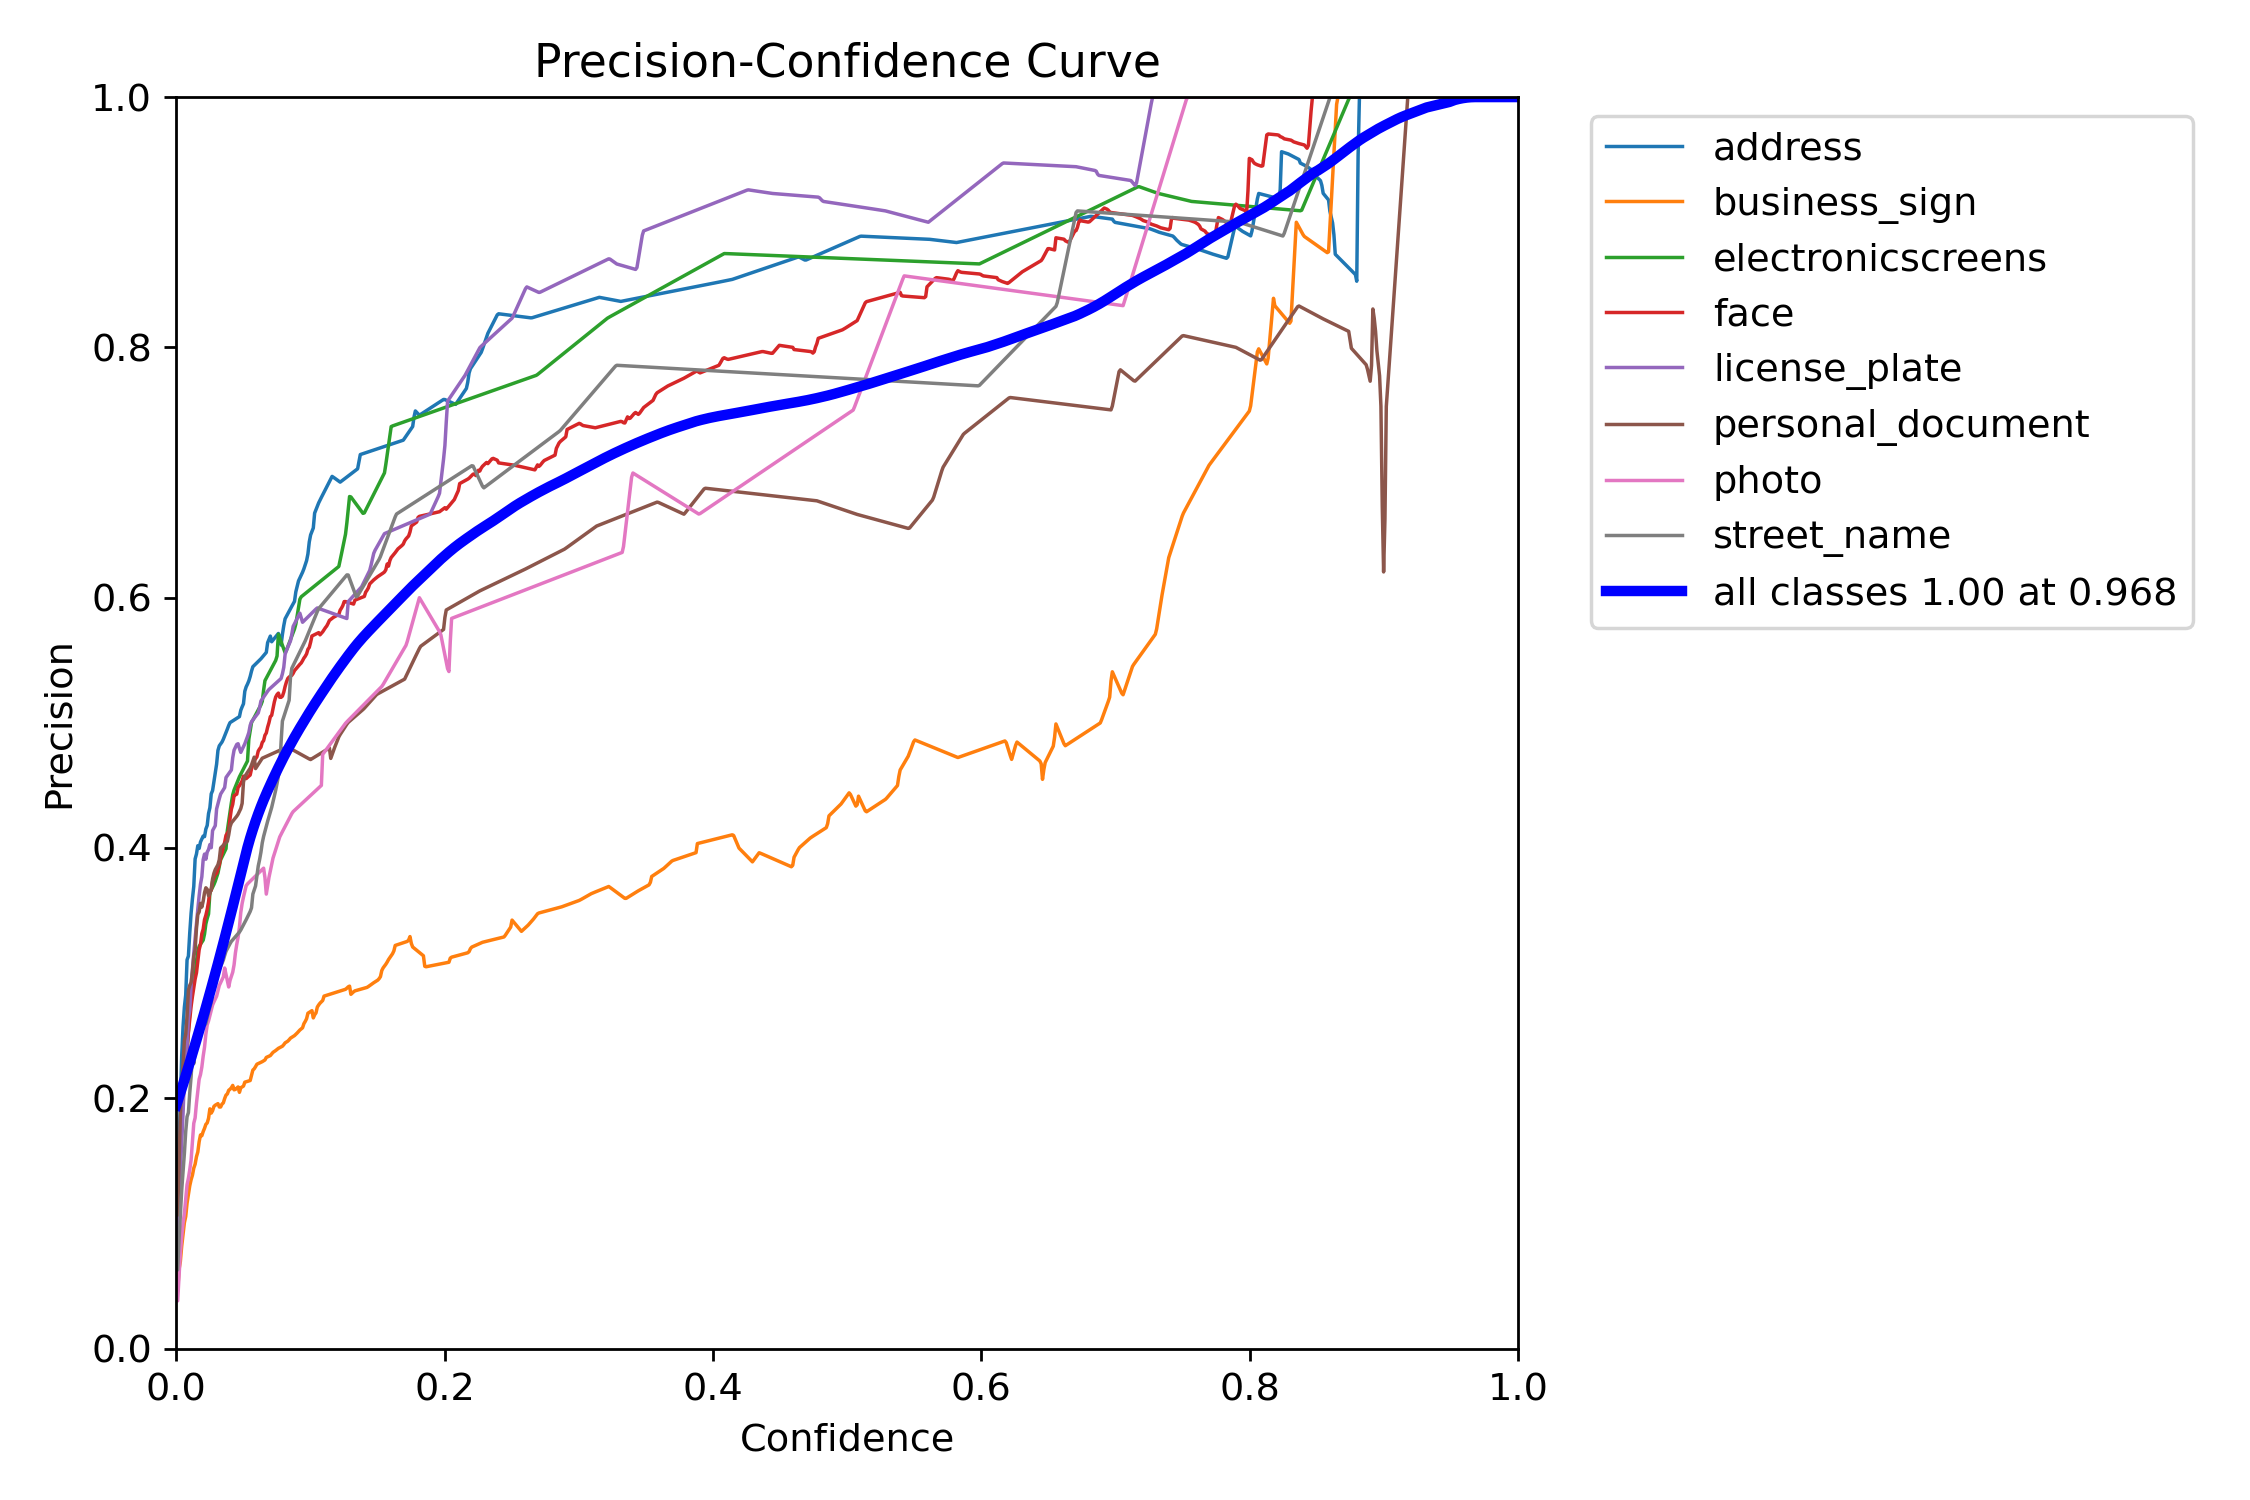 Precision-Confidence Curve
1.0
0.8
0.6
0.4
0.2
0.0
Precision
0.0 0.2 0.4 0.6 0.8 1.0
Confidence
address
business_sign
electronicscreens
face
license_plate
personal_document
photo
street_name
all classes 1.00 at 0.968